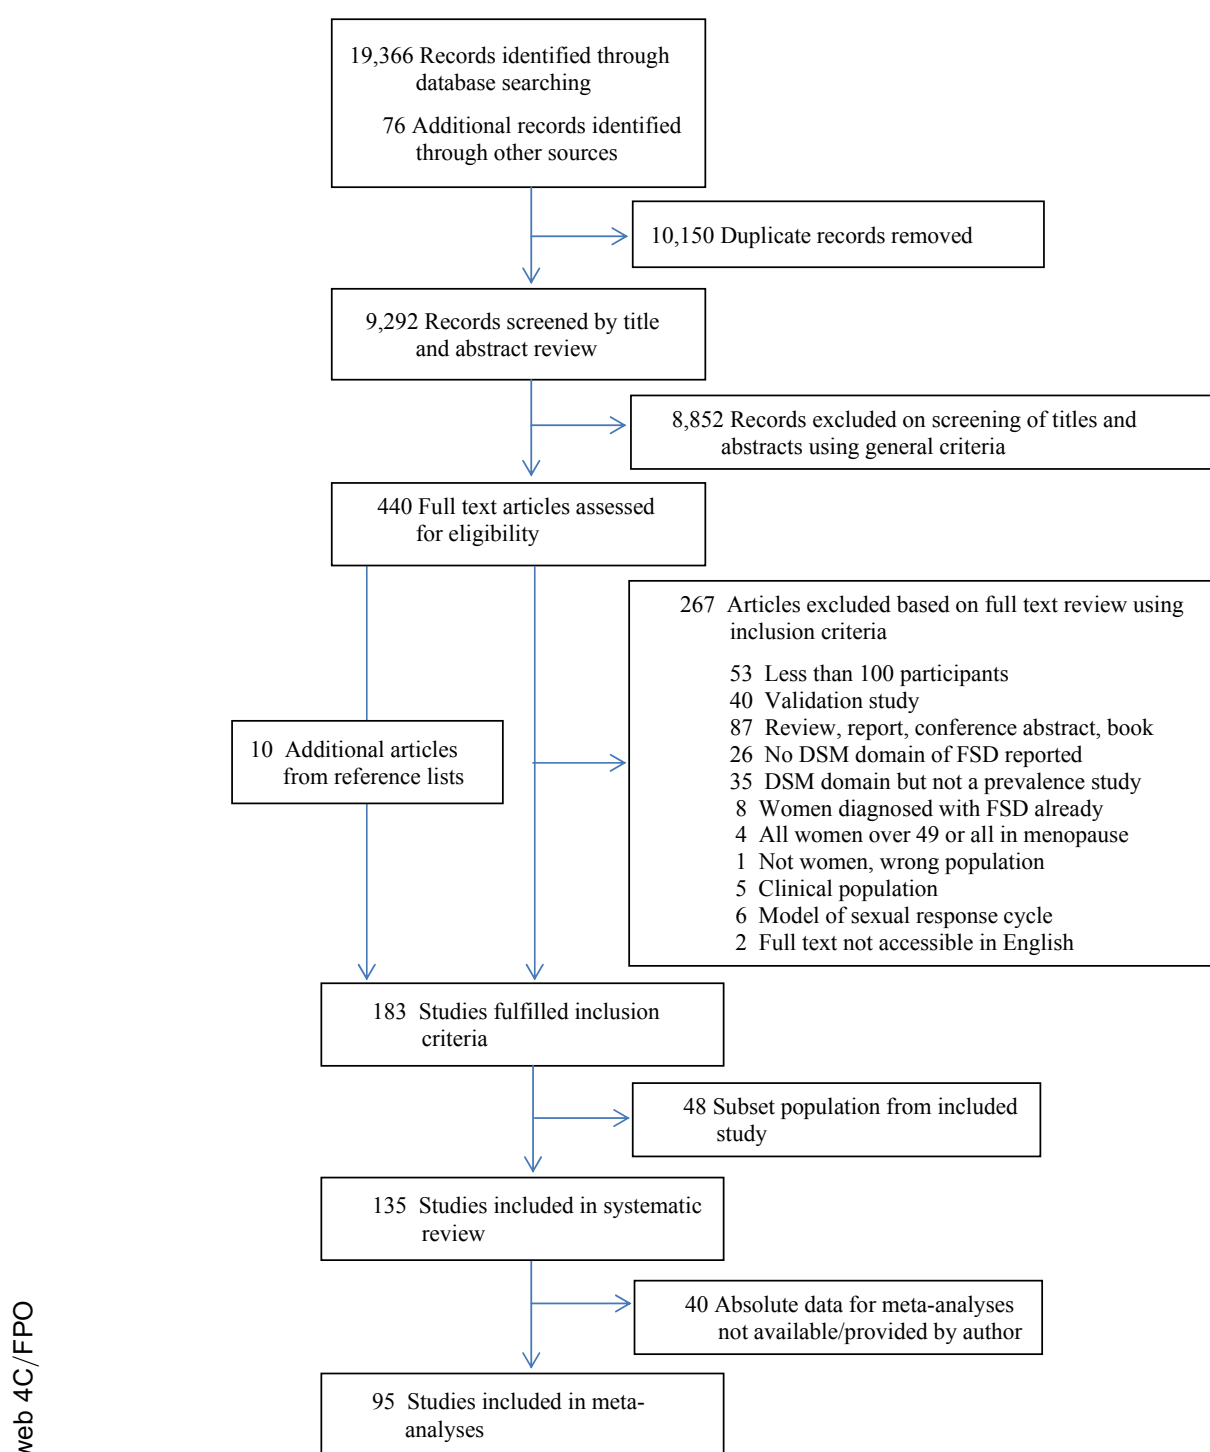 19,366 Records identified through
database searching
76 Additional records identified
through other sources
10,150 Duplicate records removed
9,292 Records screened by title
and abstract review
8,852 Records excluded on screening of titles and
abstracts using general criteria
440 Full text articles assessed
for eligibility
267 Articles excluded based on full text review using
inclusion criteria
53 Less than 100 participants
40 Validation study
87 Review, report, conference abstract, book
26 No DSM domain of FSD reported
35 DSM domain but not a prevalence study
8 Women diagnosed with FSD already
4 All women over 49 or all in menopause
1 Not women, wrong population
5 Clinical population
6 Model of sexual response cycle
2 Full text not accessible in English
10 Additional articles
from reference lists
183 Studies fulfilled inclusion
criteria
48 Subset population from included
study
135 Studies included in systematic
review
40 Absolute data for meta-analyses
not available/provided by author
95 Studies included in meta-
analyses
web 4C/FPO